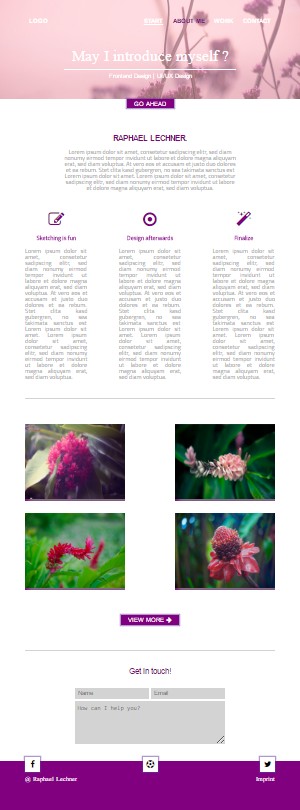 LOGO
START ABOUT ME WORK CONTACT
May I introduce myself ?
Frontend Design | UI/UX Design
GO AHEAD
RAPHAEL LECHNER.
Lorem ipsum dolor sit amet, consetetur sadipscing elitr, sed diam
nonumy eirmod tempor invidunt ut labore et dolore magna aliquyam
erat, sed diam voluptua. At vero eos et accusam et justo duo dolores
et ea rebum. Stet clita kasd gubergren, no sea takimata sanctus est
Lorem ipsum dolor sit amet. Lorem ipsum dolor sit amet, consetetur
sadipscing elitr, sed diam nonumy eirmod tempor invidunt ut labore
et dolore magna aliquyam
Sketching is fun
Lorem ipsum dolor sit
amet, consetetur
sadipscing elitr, sed
diam nonumy eirmod
tempor invidunt ut
labore et dolore magna
aliquyam erat, sed diam
voluptua. At vero eos et
accusam et justo duo
dolores et ea rebum.
Stet clita kasd
gubergren, no sea
takimata sanctus est
Lorem ipsum dolor sit
amet. Lorem ipsum
dolor sit amet,
consetetur sadipscing
elitr, sed diam nonumy
eirmod tempor invidunt
ut labore et dolore
magna aliquyam erat,
sed diam voluptua.
Design afterwards
Lorem ipsum dolor sit
amet, consetetur
sadipscing elitr, sed
diam nonumy eirmod
tempor invidunt ut
labore et dolore magna
aliquyam erat, sed diam
voluptua. At vero eos et
accusam et justo duo
dolores et ea rebum.
Stet clita kasd
gubergren, no sea
takimata sanctus est
Lorem ipsum dolor sit
amet. Lorem ipsum
dolor sit amet,
consetetur sadipscing
elitr, sed diam nonumy
eirmod tempor invidunt
ut labore et dolore
magna aliquyam erat,
sed diam voluptua.
Finalize
Lorem ipsum dolor sit
amet, consetetur
sadipscing elitr, sed
diam nonumy eirmod
tempor invidunt ut
labore et dolore magna
aliquyam erat, sed diam
voluptua. At vero eos et
accusam et justo duo
dolores et ea rebum.
Stet clita kasd
gubergren, no sea
takimata sanctus est
Lorem ipsum dolor sit
amet. Lorem ipsum
dolor sit amet,
consetetur sadipscing
elitr, sed diam nonumy
eirmod tempor invidunt
ut labore et dolore
magna aliquyam erat,
sed diam voluptua.
VIEW MORE
Get in touch!
Name
Email
How can I help you?
@ Raphael Lechner
Imprint